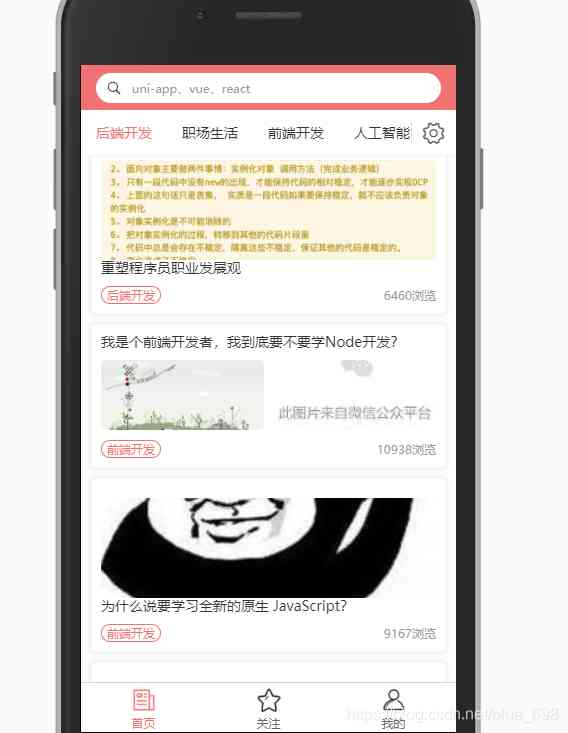 uni-app、vue、react
后端开发 职场生活 前端开发 人工智能
2. 面向对象主要做两件事情：实例化对象 调用方法（完成业务逻辑）
3. 只有一段代码中没有new的出现，才能保持代码的相对稳定，才能逐步实现OCP
4. 上面的这句话只是表象， 实质是一段代码如果要保持稳定，就不应该负责对象
的实例化
5. 对象实例化是不可能消除的
6. 把对象实例化的过程，转移到其他的代码片段里
7. 代码中总是会存在不稳定，隔离这些不稳定，保证其他的代码是稳定的。
重塑程序员职业发展观
后端开发 6460浏览
我是个前端开发者，我到底要不要学Node开发?
此图片来自微信公众平台
前端开发 10938浏览
为什么说要学习全新的原生 JavaScript?
前端开发 9167浏览
首页 关注 我的
https://blog.csdn.net/blue_698